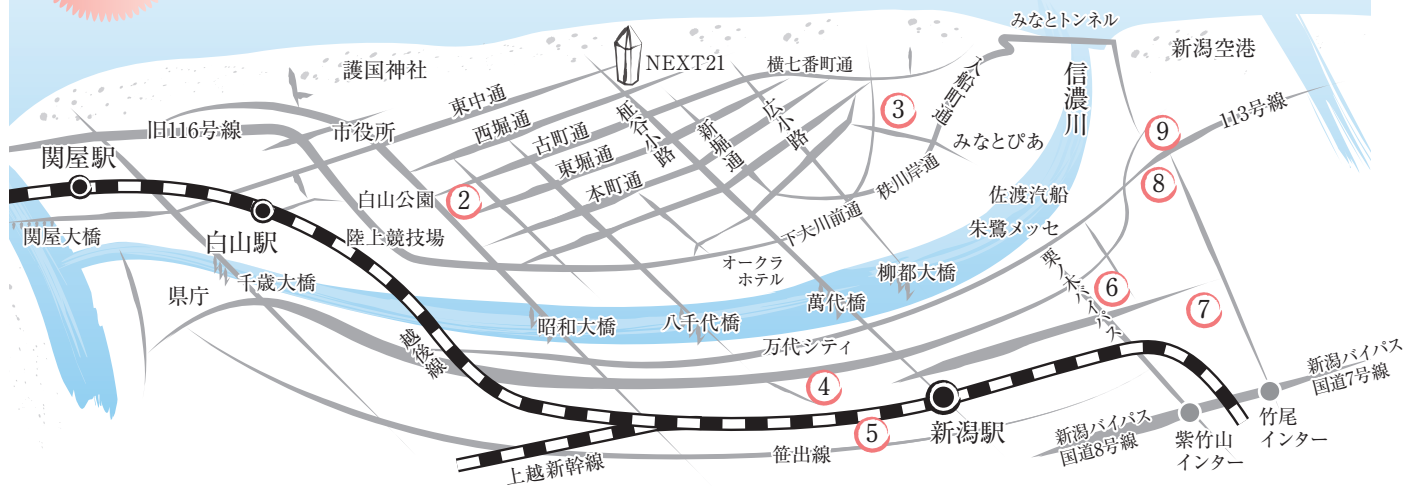 みなとトンネル
新潟空港
護国神社
NEXT21
横七番町通
入船町通
信濃川
東中通
西堀通
古町通
東堀通
本町通
柾谷小路
新堀通
広小路
③
みなとぴあ
⑨
113号線
旧116号線
市役所
関屋駅
白山公園
②
秩川岸通
⑧
佐渡汽船
朱鷺メッセ
下大川前通
関屋大橋
白山駅
陸上競技場
オークラ
ホテル
柳都大橋
栗ノ木バイパス
⑥
県庁
千歳大橋
萬代橋
⑦
昭和大橋
八千代橋
越後線
万代シティ
④
新潟バイパス
国道7号線
⑤
新潟駅
新潟バイパス
国道8号線
竹尾
インター
紫竹山
インター
笹出線
上越新幹線